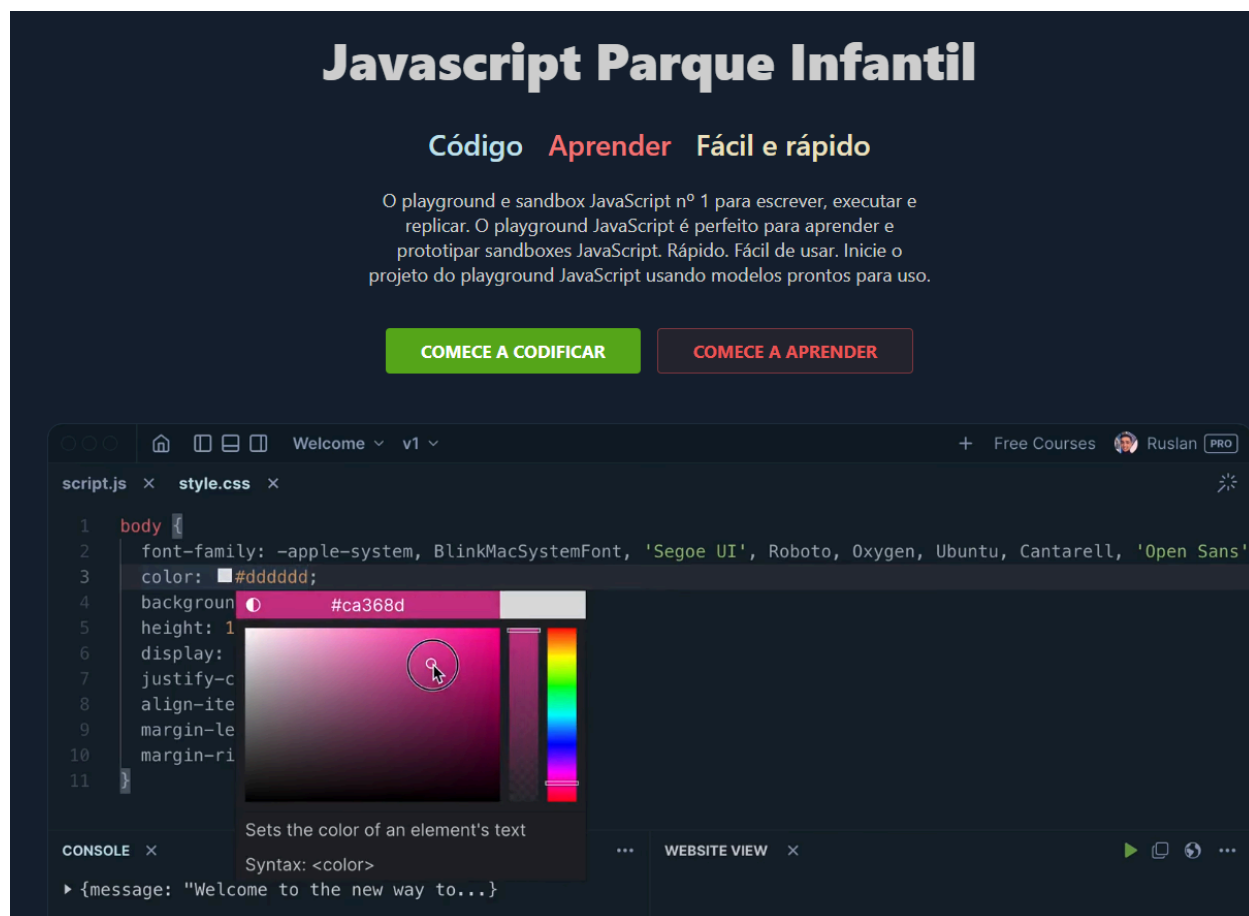 Javascript Parque Infantil
Código Aprender Fácil e rápido
O playground e sandbox JavaScript nº 1 para escrever, executar e
replicar. O playground JavaScript é perfeito para aprender e
prototipar sandboxes JavaScript. Rápido. Fácil de usar. Inicie o
projeto do playground JavaScript usando modelos prontos para uso.
COMECE A CODIFICAR COMECE A APRENDER
Welcome v1 + Free Courses Ruslan PRO
script.js × style.css ×
1 body {
2 font-family: -apple-system, BlinkMacSystemFont, 'Segoe UI', Roboto, Oxygen, Ubuntu, Cantarell, 'Open Sans'
3 color: #dddddd;
4 backgroun
#ca368d
5 height: 1
6 display:
7 justify-c
8 align-ite
9 margin-le
10 margin-ri
11 }
Sets the color of an element's text
Syntax: <color>
CONSOLE × ... WEBSITE VIEW × ...
{message: "Welcome to the new way to...}